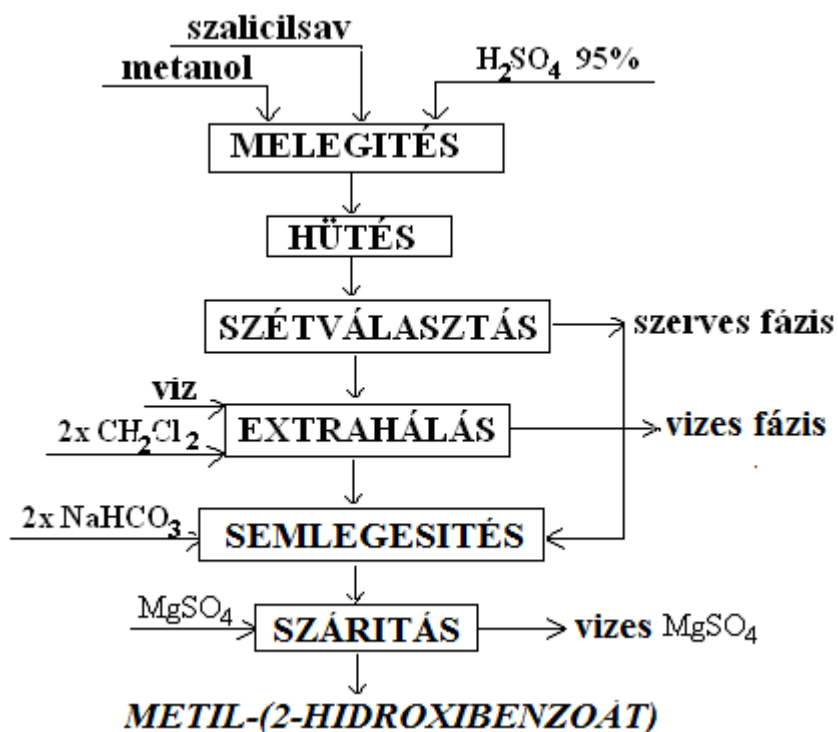 szalicilsav
metanol
H₂SO₄ 95%
MELEGITÉS
HÜTÉS
SZÉTVÁLASZTÁS
szerves fázis
viz
2x CH₂Cl₂
EXTRAHÁLÁS
vizes fázis
2x NaHCO₃
SEMLEGESITÉS
MgSO₄
SZÁRITÁS
vizes MgSO₄
METIL-(2-HIDROXIBENZOÁT)